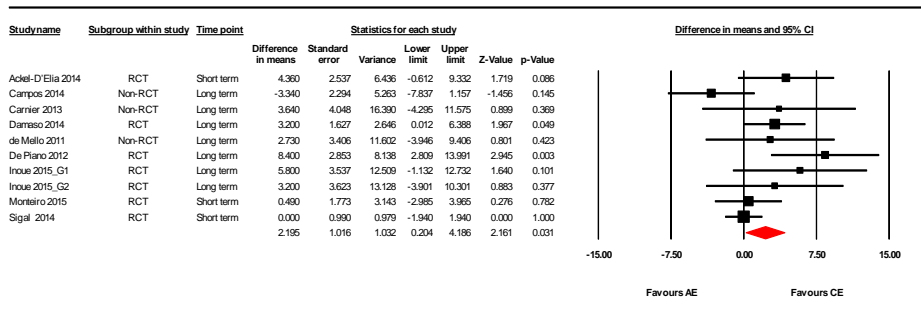 Study name Subgroup within study Time point Statistics for each study Difference in means and 95% CI
Difference in means Standard error Variance Lower limit Upper limit Z-Value p-Value
Ackel-D'Elia 2014 RCT Short term 4.360 2.537 6.436 -0.612 9.332 1.719 0.086
Campos 2014 Non-RCT Long term -3.340 2.294 5.263 -7.837 1.157 -1.456 0.145
Carnier 2013 Non-RCT Long term 3.640 4.048 16.390 -4.295 11.575 0.899 0.369
Damaso 2014 RCT Long term 3.200 1.627 2.646 0.012 6.388 1.967 0.049
de Mello 2011 Non-RCT Long term 2.730 3.406 11.602 -3.946 9.406 0.801 0.423
De Piano 2012 RCT Long term 8.400 2.853 8.138 2.809 13.991 2.945 0.003
Inoue 2015_G1 RCT Long term 5.800 3.537 12.509 -1.132 12.732 1.640 0.101
Inoue 2015_G2 RCT Long term 3.200 3.623 13.128 -3.901 10.301 0.883 0.377
Monteiro 2015 RCT Short term 0.490 1.773 3.143 -2.985 3.965 0.276 0.782
Sigal 2014 RCT Short term 0.000 0.990 0.979 -1.940 1.940 0.000 1.000
2.195 1.016 1.032 0.204 4.186 2.161 0.031
-15.00 -7.50 0.00 7.50 15.00
Favours AE Favours CE